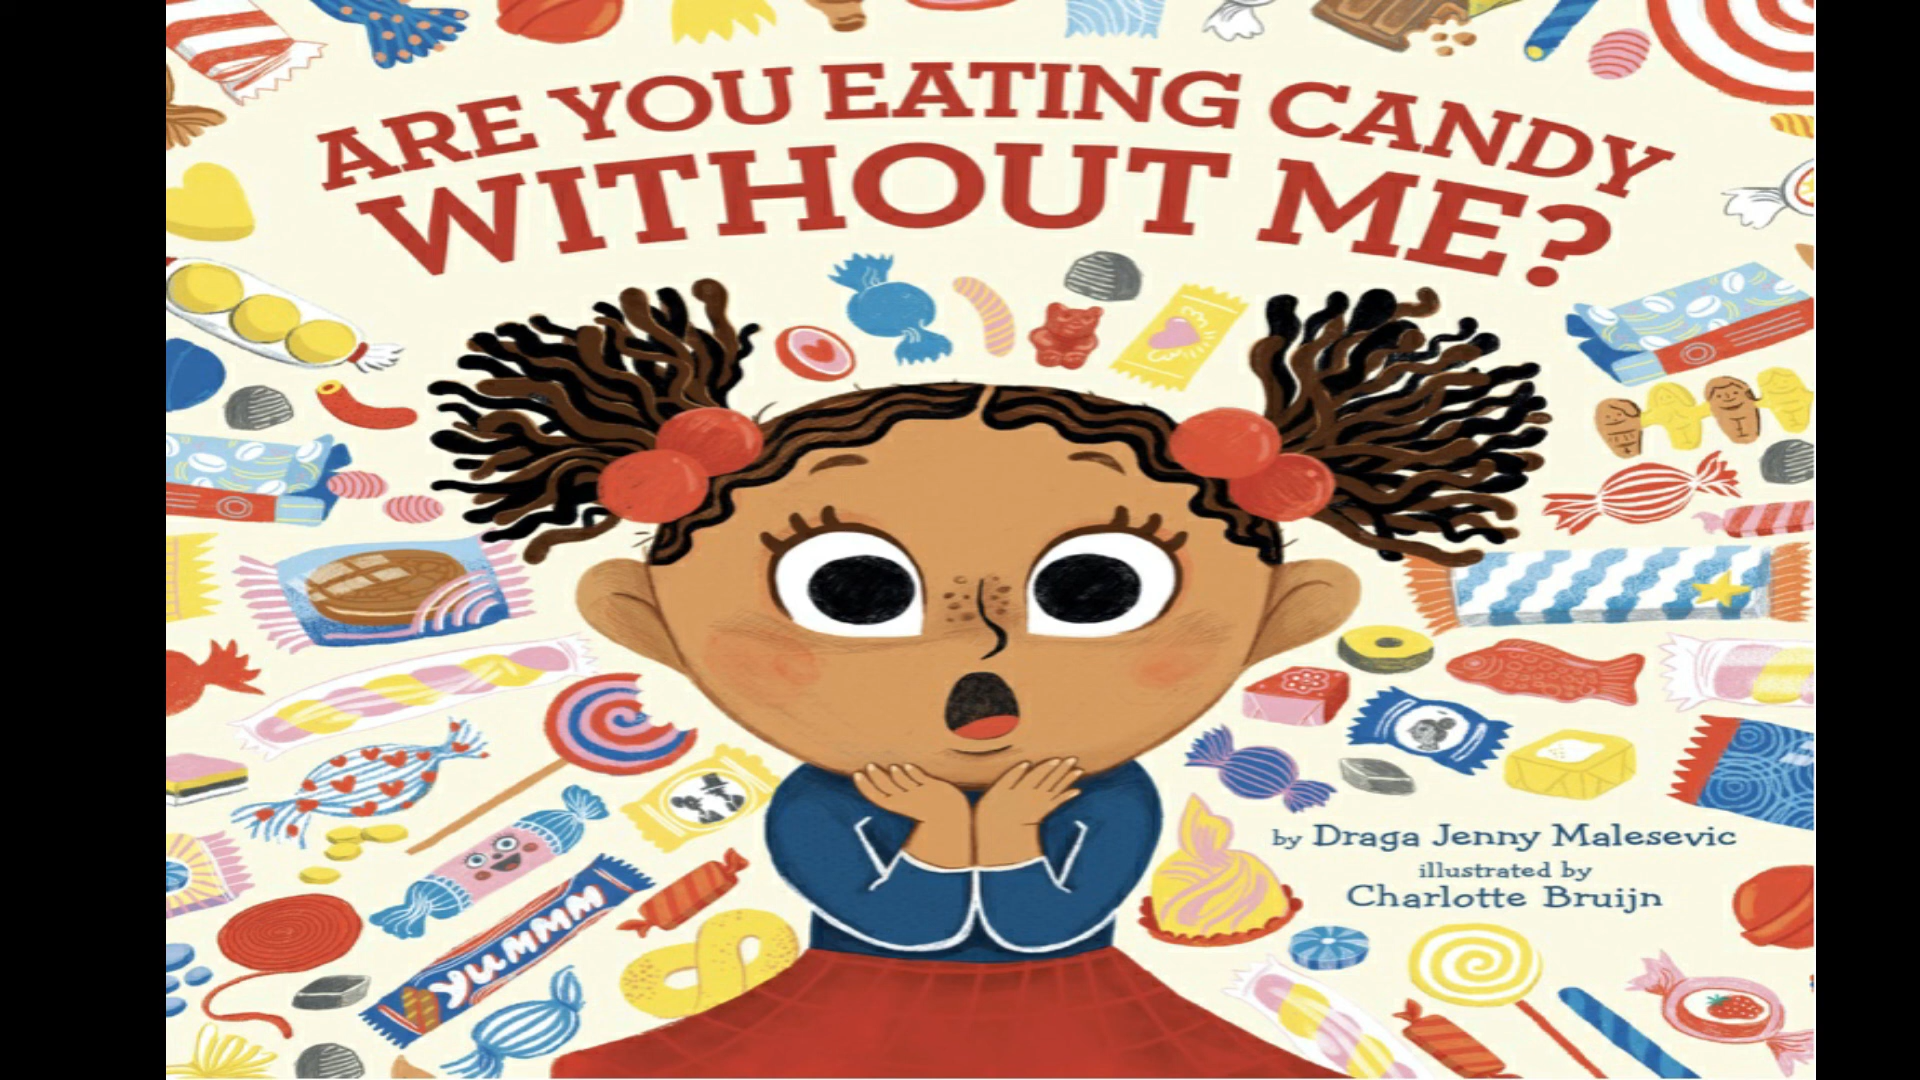 ARE YOU EATING CANDY
WITHOUT ME?
by Draga Jenny Malesevic
illustrated by
Charlotte Bruijn
YUMMM